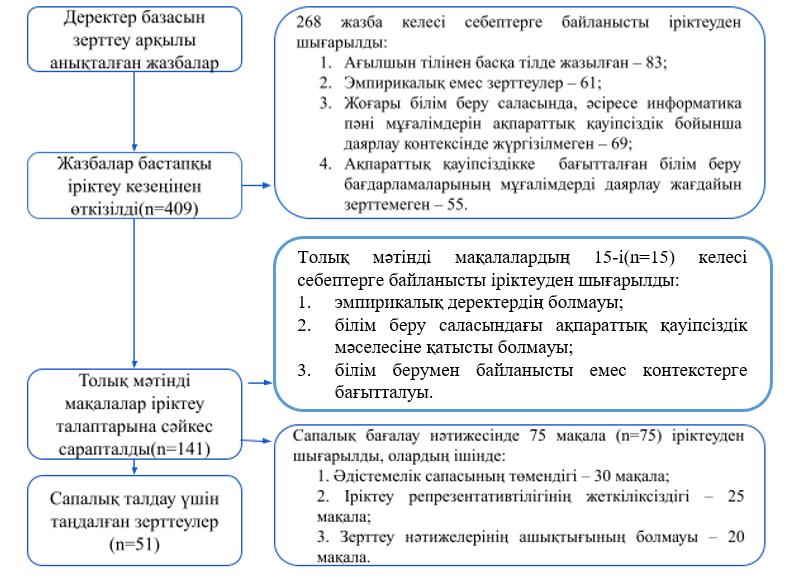 Деректер базасын
зерттеу арқылы
анықталған жазбалар
268 жазба келесі себептерге байланысты іріктеуден
шығарылды:
1. Ағылшын тілінен басқа тілде жазылған – 83;
2. Эмпирикалық емес зерттеулер – 61;
3. Жоғары білім беру саласында, әсіресе информатика
пәні мұғалімдерін ақпараттық қауіпсіздік бойынша
даярлау контексінде жүргізілмеген – 69;
4. Ақпараттық қауіпсіздікке бағытталған білім беру
бағдарламаларының мұғалімдерді даярлау жағдайын
зерттемеген – 55.
Жазбалар бастапқы
іріктеу кезеңінен
өткізілді(n=409)
Толық мәтінді мақалалардың 15-і(n=15) келесі
себептерге байланысты іріктеуден шығарылды:
1. эмпирикалық деректердің болмауы;
2. білім беру саласындағы ақпараттық қауіпсіздік
мәселесіне қатысты болмауы;
3. білім берумен байланысты емес контекстерге
бағытталуы.
Толық мәтінді
мақалалар іріктеу
талаптарына сәйкес
сарапталды(n=141)
Сапалық бағалау нәтижесінде 75 мақала (n=75) іріктеуден
шығарылды, олардың ішінде:
1. Әдістемелік сапасының төмендігі – 30 мақала;
2. Іріктеу репрезентативтілігінің жеткіліксіздігі – 25
мақала;
3. Зерттеу нәтижелерінің ашықтығының болмауы – 20
мақала.
Сапалық талдау үшін
таңдалған зерттеулер
(n=51)